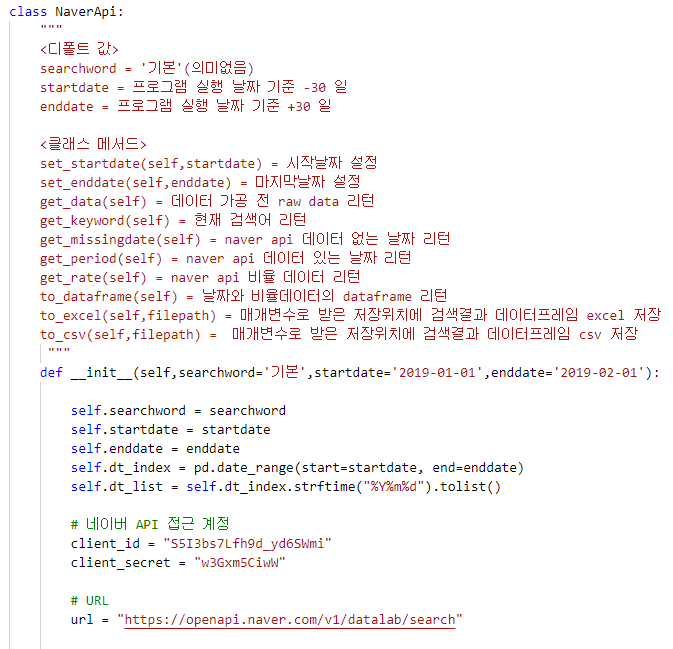 class NaverApi:
"""
<디폴트 값>
searchword = '기본'(의미없음)
startdate = 프로그램 실행 날짜 기준 -30 일
enddate = 프로그램 실행 날짜 기준 +30 일
<클래스 메서드>
set_startdate(self,startdate) = 시작날짜 설정
set_enddate(self,enddate) = 마지막날짜 설정
get_data(self) = 데이터 가공 전 raw data 리턴
get_keyword(self) = 현재 검색어 리턴
get_missingdate(self) = naver api 데이터 없는 날짜 리턴
get_period(self) = naver api 데이터 있는 날짜 리턴
get_rate(self) = naver api 비율 데이터 리턴
to_dataframe(self) = 날짜와 비율데이터의 dataframe 리턴
to_excel(self,filepath) = 매개변수로 받은 저장위치에 검색결과 데이터프레임 excel 저장
to_csv(self,filepath) =  매개변수로 받은 저장위치에 검색결과 데이터프레임 csv 저장
"""
def __init__(self,searchword='기본',startdate='2019-01-01',enddate='2019-02-01'):
self.searchword = searchword
self.startdate = startdate
self.enddate = enddate
self.dt_index = pd.date_range(start=startdate, end=enddate)
self.dt_list = self.dt_index.strftime("%Y%m%d").tolist()
# 네이버 API 접근 계정
client_id = "S5I3bs7Lfh9d_yd6SWmi"
client_secret = "w3Gxm5CiwW"
# URL
url = "https://openapi.naver.com/v1/datalab/search"